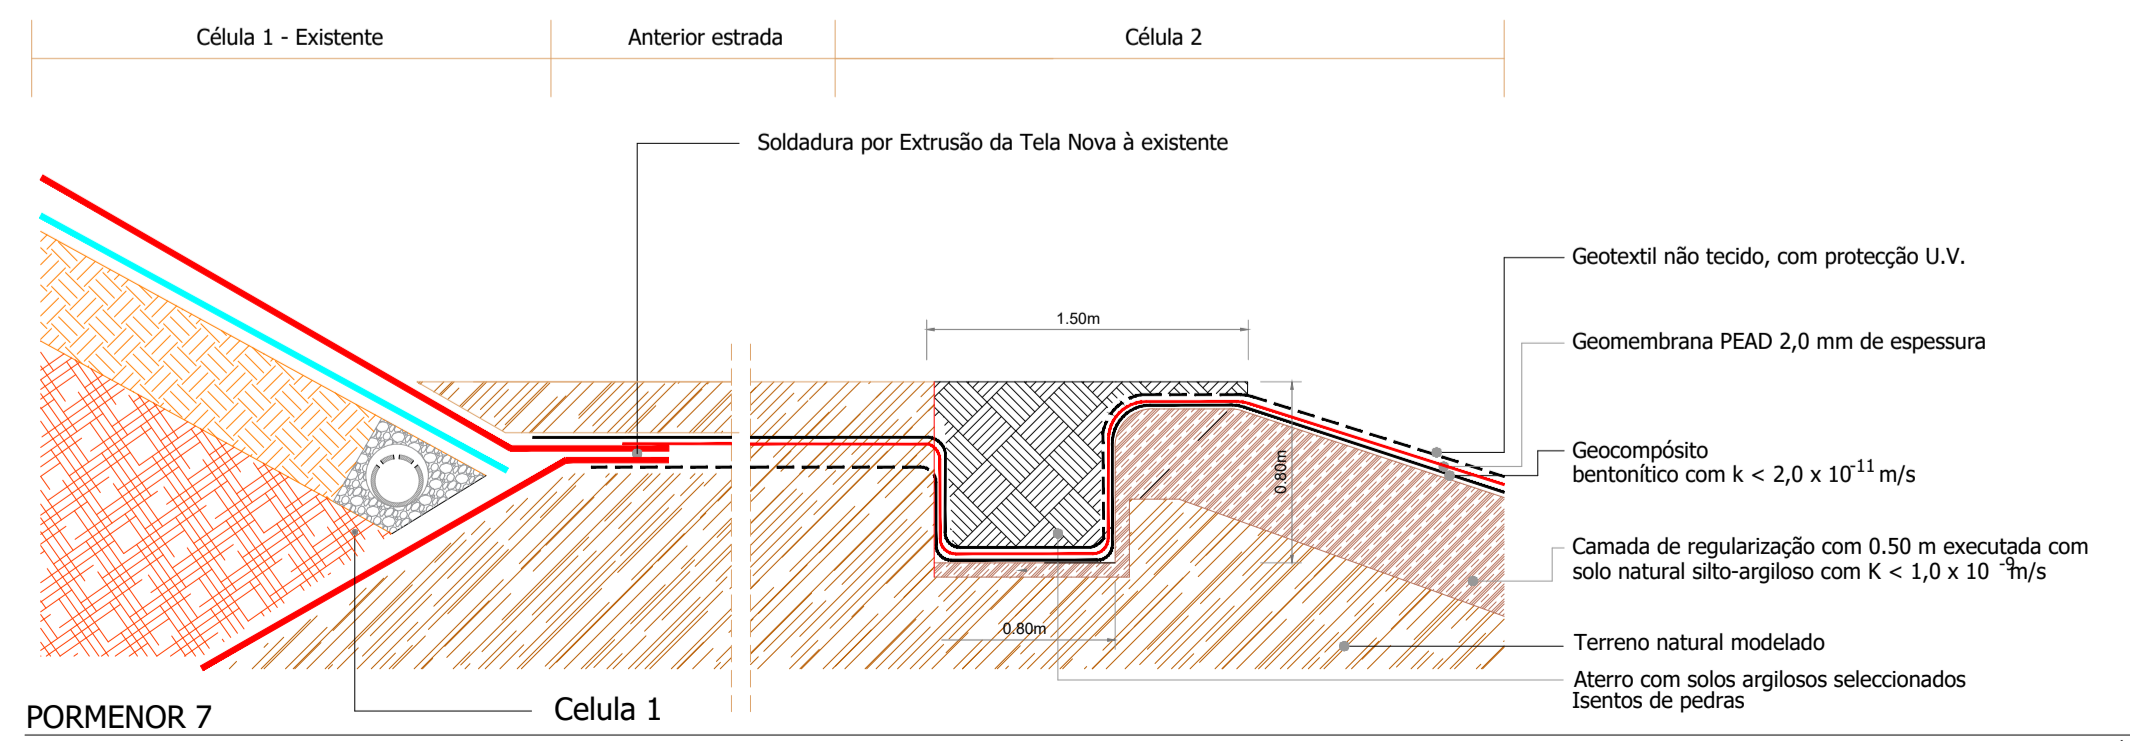 Célula 1 - Existente
Anterior estrada
Célula 2
Soldadura por Extrusão da Tela Nova à existente
Geotextil não tecido, com protecção U.V.
1.50m
Geomembrana PEAD 2,0 mm de espessura
Geocompósito
bentonítico com k < 2,0 x 10⁻¹¹ m/s
0.80m
Camada de regularização com 0.50 m executada com
solo natural silto-argiloso com K < 1,0 x 10 ⁻⁹m/s
0.80m
Terreno natural modelado
Aterro com solos argilosos seleccionados
Isentos de pedras
Celula 1
PORMENOR 7